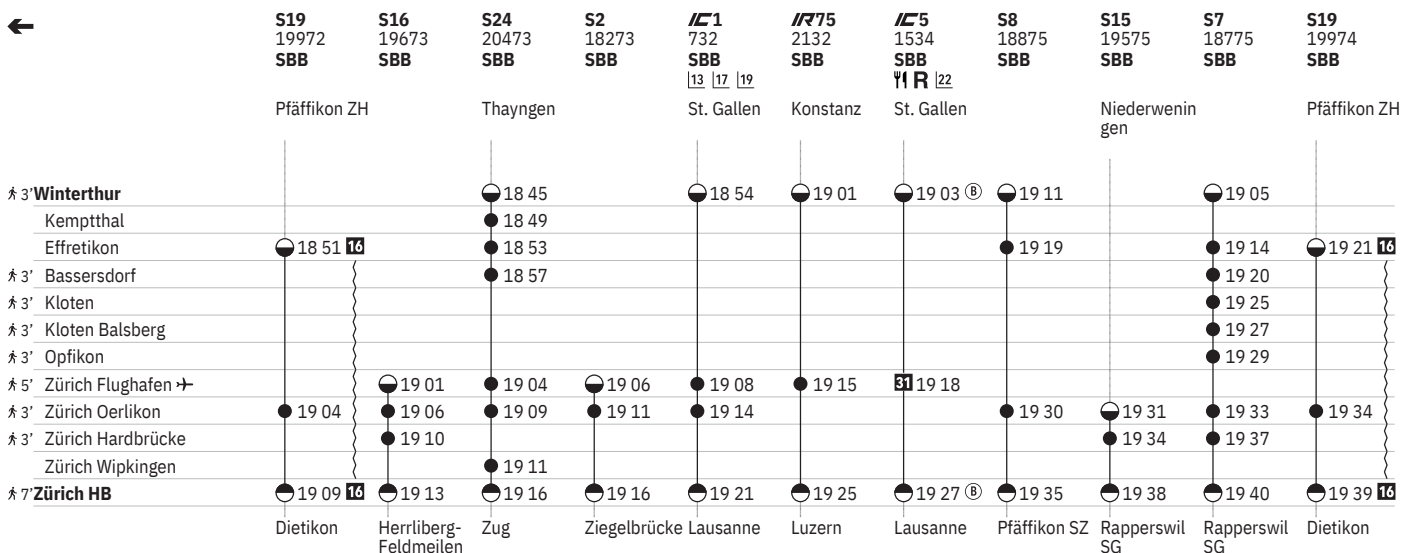 S19 S16 S24 S2 IC1 IR75 IC5 S8 S15 S7 S19
19972 19673 20473 18273 732 2132 1534 18875 19575 18775 19974
SBB SBB SBB SBB SBB SBB SBB SBB SBB SBB SBB
13 17 19 R 22
Pfäffikon ZH Thayngen St. Gallen Konstanz St. Gallen Niederwenin Pfäffikon ZH
gen
3' Winterthur 18 45 18 54 19 01 19 03 B 19 11 19 05
Kemptthal 18 49
Effretikon 18 51 16 18 53 19 19 19 14 19 21 16
3' Bassersdorf 18 57 19 20
3' Kloten 19 25
3' Kloten Balsberg 19 27
3' Opfikon 19 29
5' Zürich Flughafen 19 01 19 04 19 06 19 08 19 15 31 19 18
3' Zürich Oerlikon 19 04 19 06 19 09 19 11 19 14 19 30 19 31 19 33 19 34
3' Zürich Hardbrücke 19 10 19 34 19 37
Zürich Wipkingen 19 11
7' Zürich HB 19 09 16 19 13 19 16 19 16 19 21 19 25 19 27 B 19 35 19 38 19 40 19 39 16
Dietikon Herrliberg- Zug Ziegelbrücke Lausanne Luzern Lausanne Pfäffikon SZ Rapperswil Rapperswil Dietikon
Feldmeilen SG SG